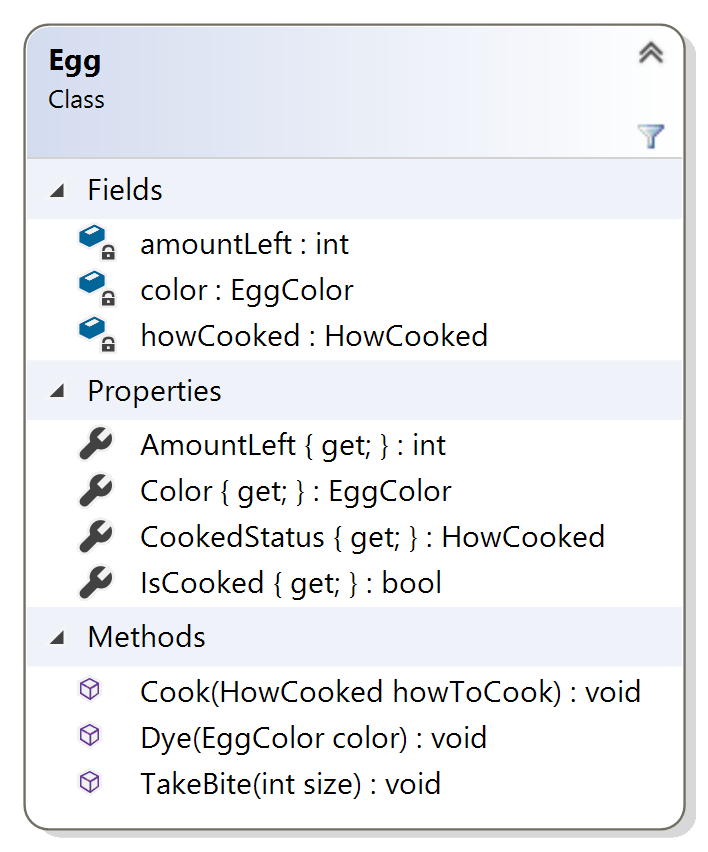 Egg
Class
Fields
amountLeft : int
color : EggColor
howCooked : HowCooked
Properties
AmountLeft { get; } : int
Color { get; } : EggColor
CookedStatus { get; } : HowCooked
IsCooked { get; } : bool
Methods
Cook(HowCooked howToCook) : void
Dye(EggColor color) : void
TakeBite(int size) : void